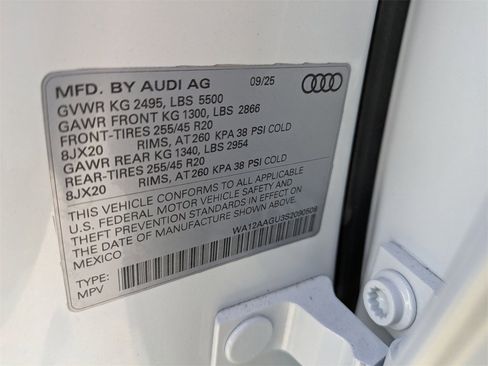 MFD. BY AUDI AG 09/25
GVWR KG 2495, LBS 5500
GAWR FRONT KG 1300, LBS 2866
FRONT-TIRES 255/45 R20
8JX20 RIMS, AT 260 KPA 38 PSI COLD
GAWR REAR KG 1340, LBS 2954
REAR-TIRES 255/45 R20
8JX20 RIMS, AT 260 KPA 38 PSI COLD
THIS VEHICLE CONFORMS TO ALL APPLICABLE
U.S. FEDERAL MOTOR VEHICLE SAFETY AND
THEFT PREVENTION STANDARDS IN EFFECT ON
THE DATE OF MANUFACTURE SHOWN ABOVE.
MEXICO
WA12AAGU3S2090508
TYPE:
MPV